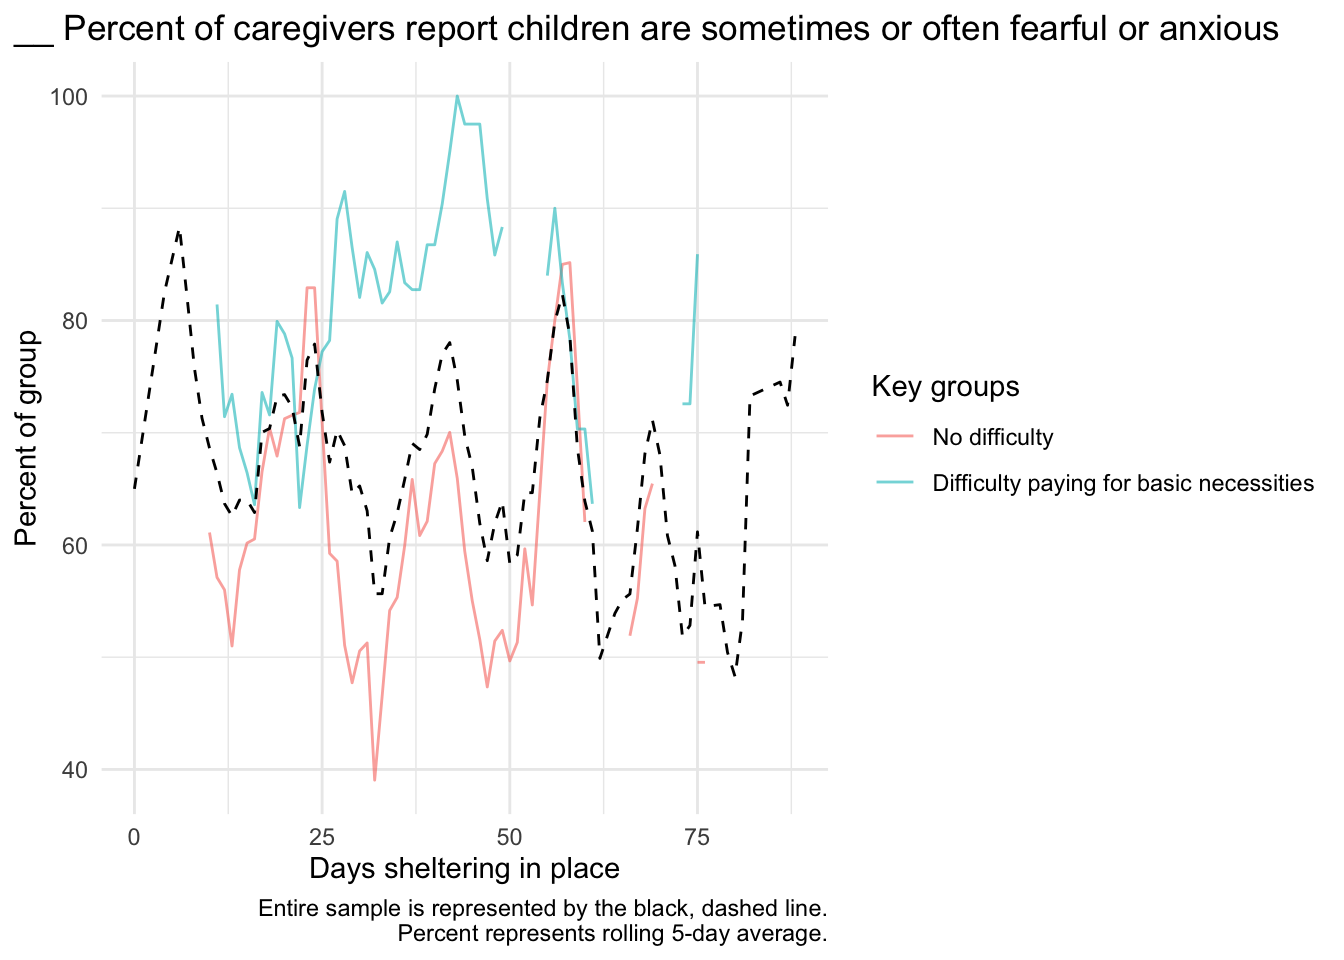 __ Percent of caregivers report children are sometimes or often fearful or anxious
Percent of group
100
80
60
40
0
25
50
75
Days sheltering in place
Key groups
No difficulty
Difficulty paying for basic necessities
Entire sample is represented by the black, dashed line.
Percent represents rolling 5-day average.